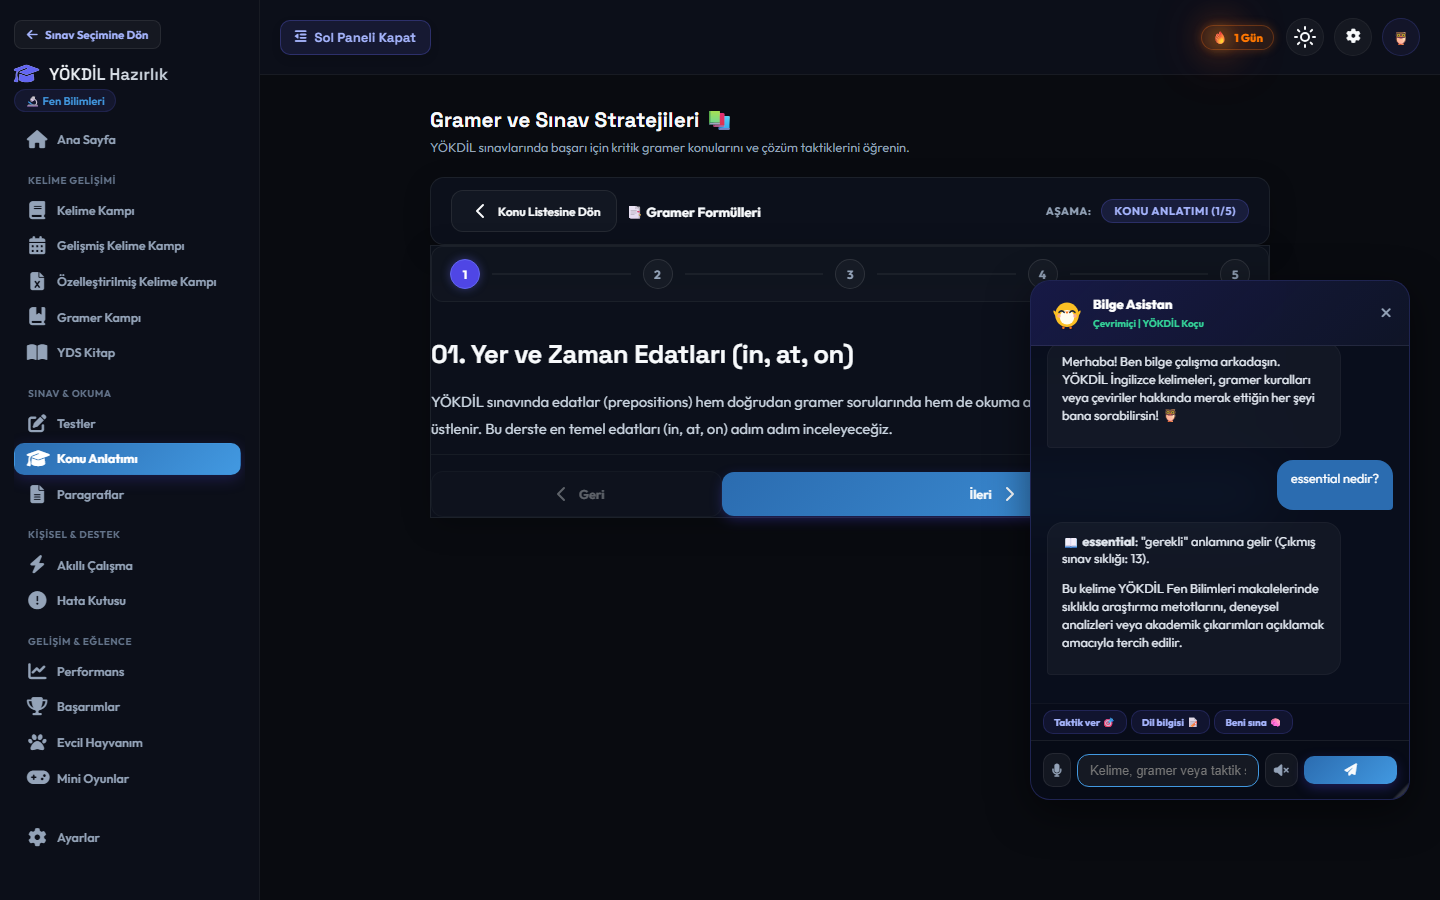 Sınav Seçimine Dön
YÖKDİL Hazırlık
Fen Bilimleri
Ana Sayfa
KELİME GELİŞİMİ
Kelime Kampı
Gelişmiş Kelime Kampı
Özelleştirilmiş Kelime Kampı
Gramer Kampı
YDS Kitap
SINAV & OKUMA
Testler
Konu Anlatımı
Paragraflar
KİŞİSEL & DESTEK
Akıllı Çalışma
Hata Kutusu
GELİŞİM & EĞLENCE
Performans
Başarımlar
Evcil Hayvanım
Mini Oyunlar
Ayarlar
Sol Paneli Kapat
1 Gün
Gramer ve Sınav Stratejileri
YÖKDİL sınavlarında başarı için kritik gramer konularını ve çözüm taktiklerini öğrenin.
Konu Listesine Dön
Gramer Formülleri
AŞAMA:
KONU ANLATIMI (1/5)
1
2
3
4
5
01. Yer ve Zaman Edatları (in, at, on)
YÖKDİL sınavında edatlar (prepositions) hem doğrudan gramer sorularında hem de okuma a
üstlenir. Bu derste en temel edatları (in, at, on) adım adım inceleyeceğiz.
Geri
İleri
Bilge Asistan
Çevrimiçi | YÖKDİL Koçu
Merhaba! Ben bilge çalışma arkadaşın.
YÖKDİL İngilizce kelimeleri, gramer kuralları
veya çeviriler hakkında merak ettiğin her şeyi
bana sorabilirsin!
essential nedir?
essential: "gerekli" anlamına gelir (Çıkmış
sınav sıklığı: 13).
Bu kelime YÖKDİL Fen Bilimleri makalelerinde
sıklıkla araştırma metotlarını, deneysel
analizleri veya akademik çıkarımları açıklamak
amacıyla tercih edilir.
Taktik ver
Dil bilgisi
Beni sına
Kelime, gramer veya taktik s